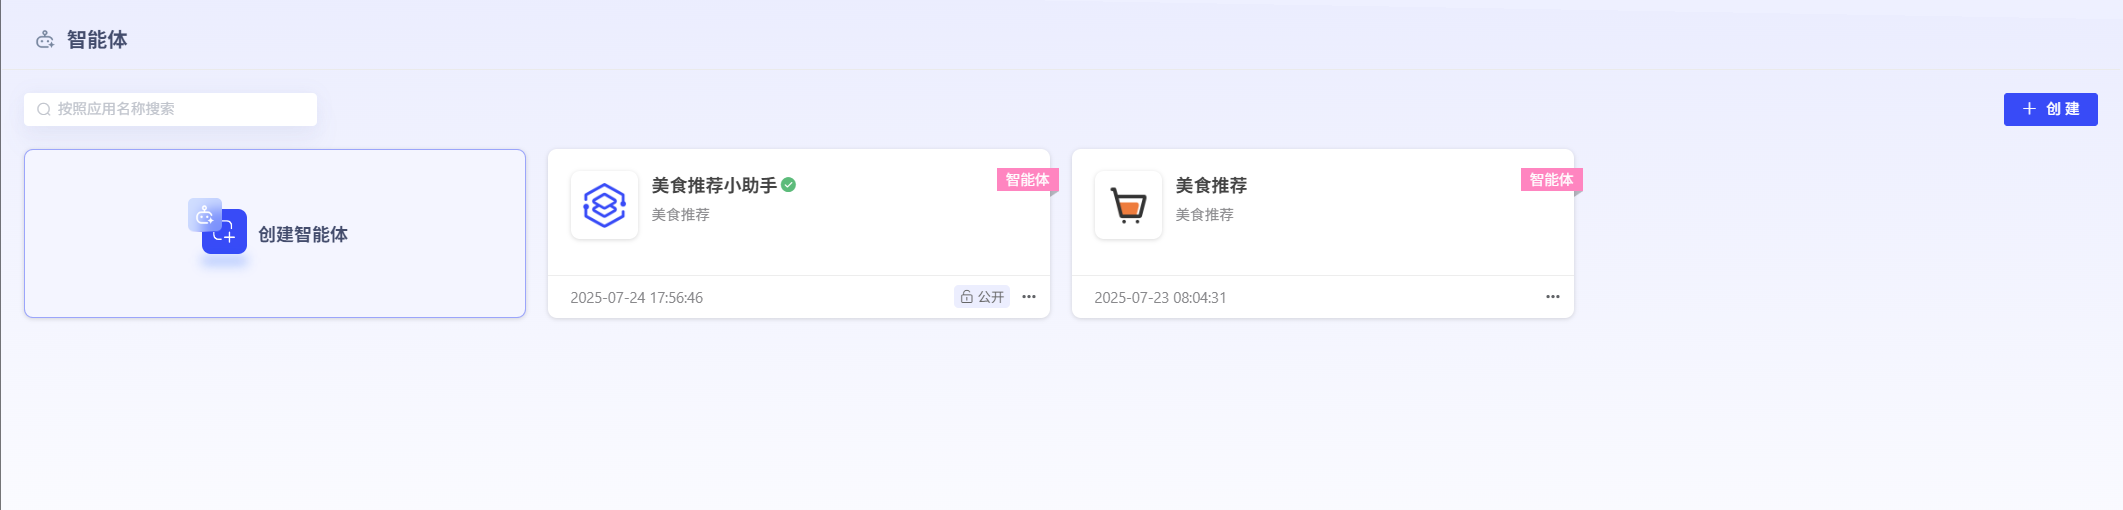 智能体
按照应用名称搜索
创建
创建智能体
美食推荐小助手
智能体
美食推荐
2025-07-24 17:56:46
公开
美食推荐
智能体
美食推荐
2025-07-23 08:04:31